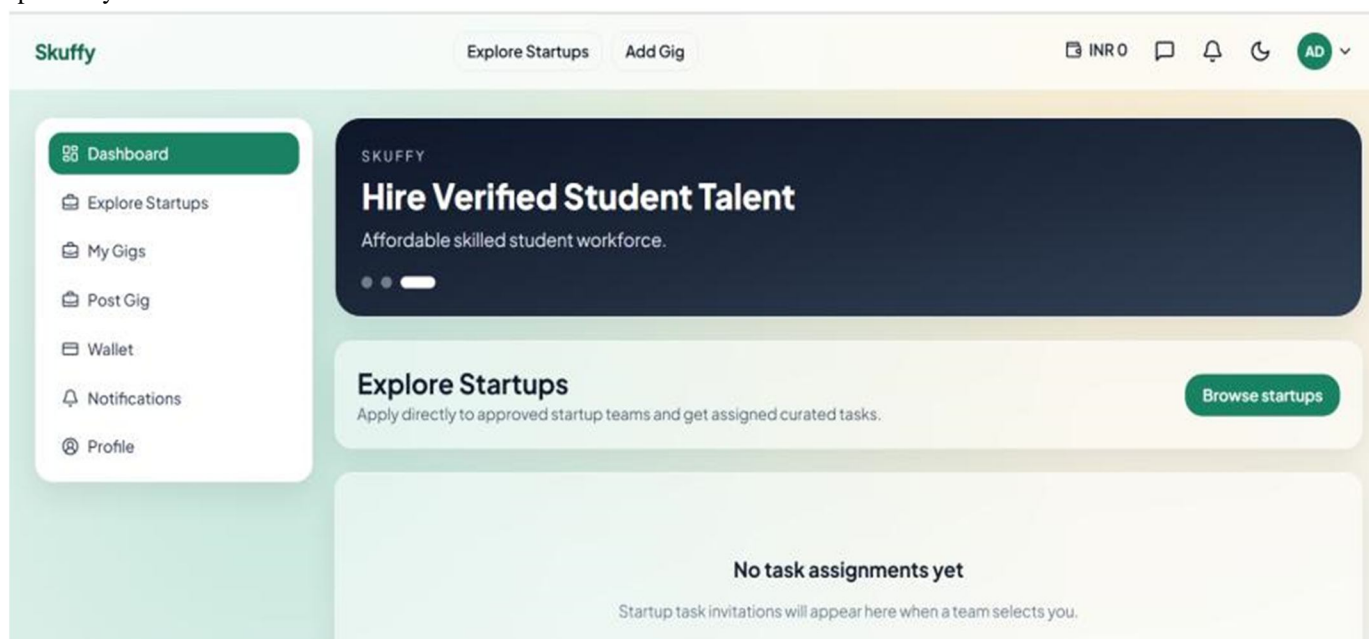 Skuffy
Explore Startups
Add Gig
INR 0
AD
Dashboard
Explore Startups
My Gigs
Post Gig
Wallet
Notifications
Profile
SKUFFY
Hire Verified Student Talent
Affordable skilled student workforce.
Explore Startups
Apply directly to approved startup teams and get assigned curated tasks.
Browse startups
No task assignments yet
Startup task invitations will appear here when a team selects you.